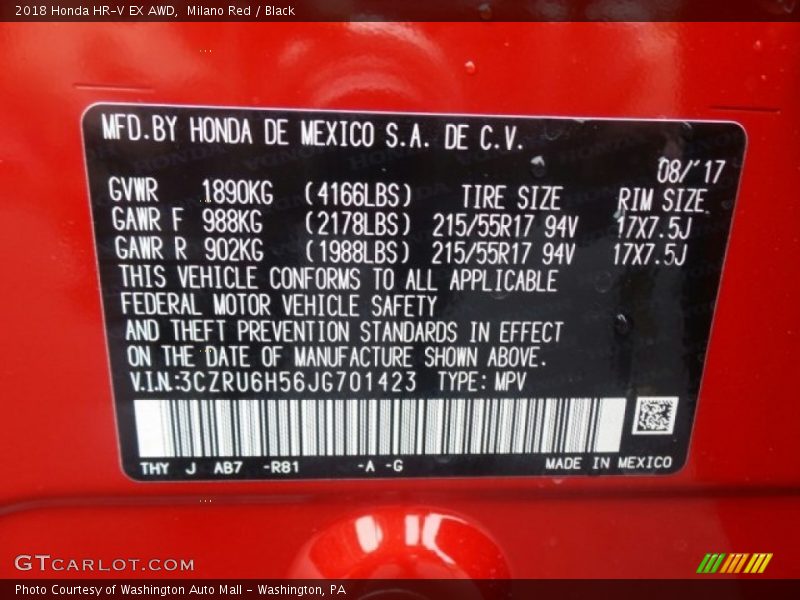 2018 Honda HR-V EX AWD, Milano Red / Black
MFD.BY HONDA DE MEXICO S.A. DE C.V.
08/'17
GVWR 1890KG (4166LBS) TIRE SIZE RIM SIZE
GAWR F 988KG (2178LBS) 215/55R17 94V 17X7.5J
GAWR R 902KG (1988LBS) 215/55R17 94V 17X7.5J
THIS VEHICLE CONFORMS TO ALL APPLICABLE
FEDERAL MOTOR VEHICLE SAFETY
AND THEFT PREVENTION STANDARDS IN EFFECT
ON THE DATE OF MANUFACTURE SHOWN ABOVE.
V.I.N.:3CZRU6H56JG701423 TYPE: MPV
THY J AB7 -R81 -A -G MADE IN MEXICO
GTCARLOT.COM
Photo Courtesy of Washington Auto Mall - Washington, PA